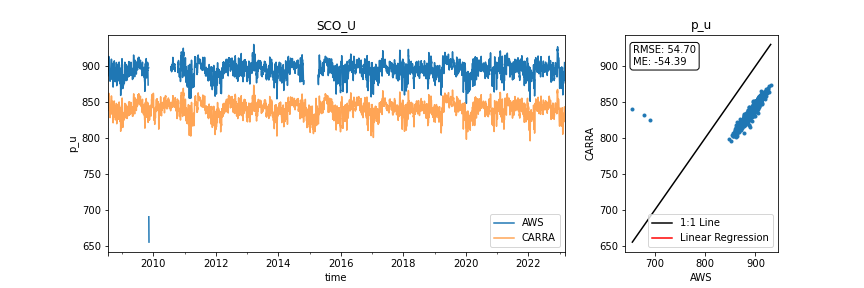 SCO_U
p_u
900
850
800
750
700
650
2010
2012
2014
2016
2018
2020
2022
time
AWS
CARRA
p_u
RMSE: 54.70
ME: -54.39
CARRA
900
850
800
750
700
650
700
800
900
AWS
1:1 Line
Linear Regression
p_u